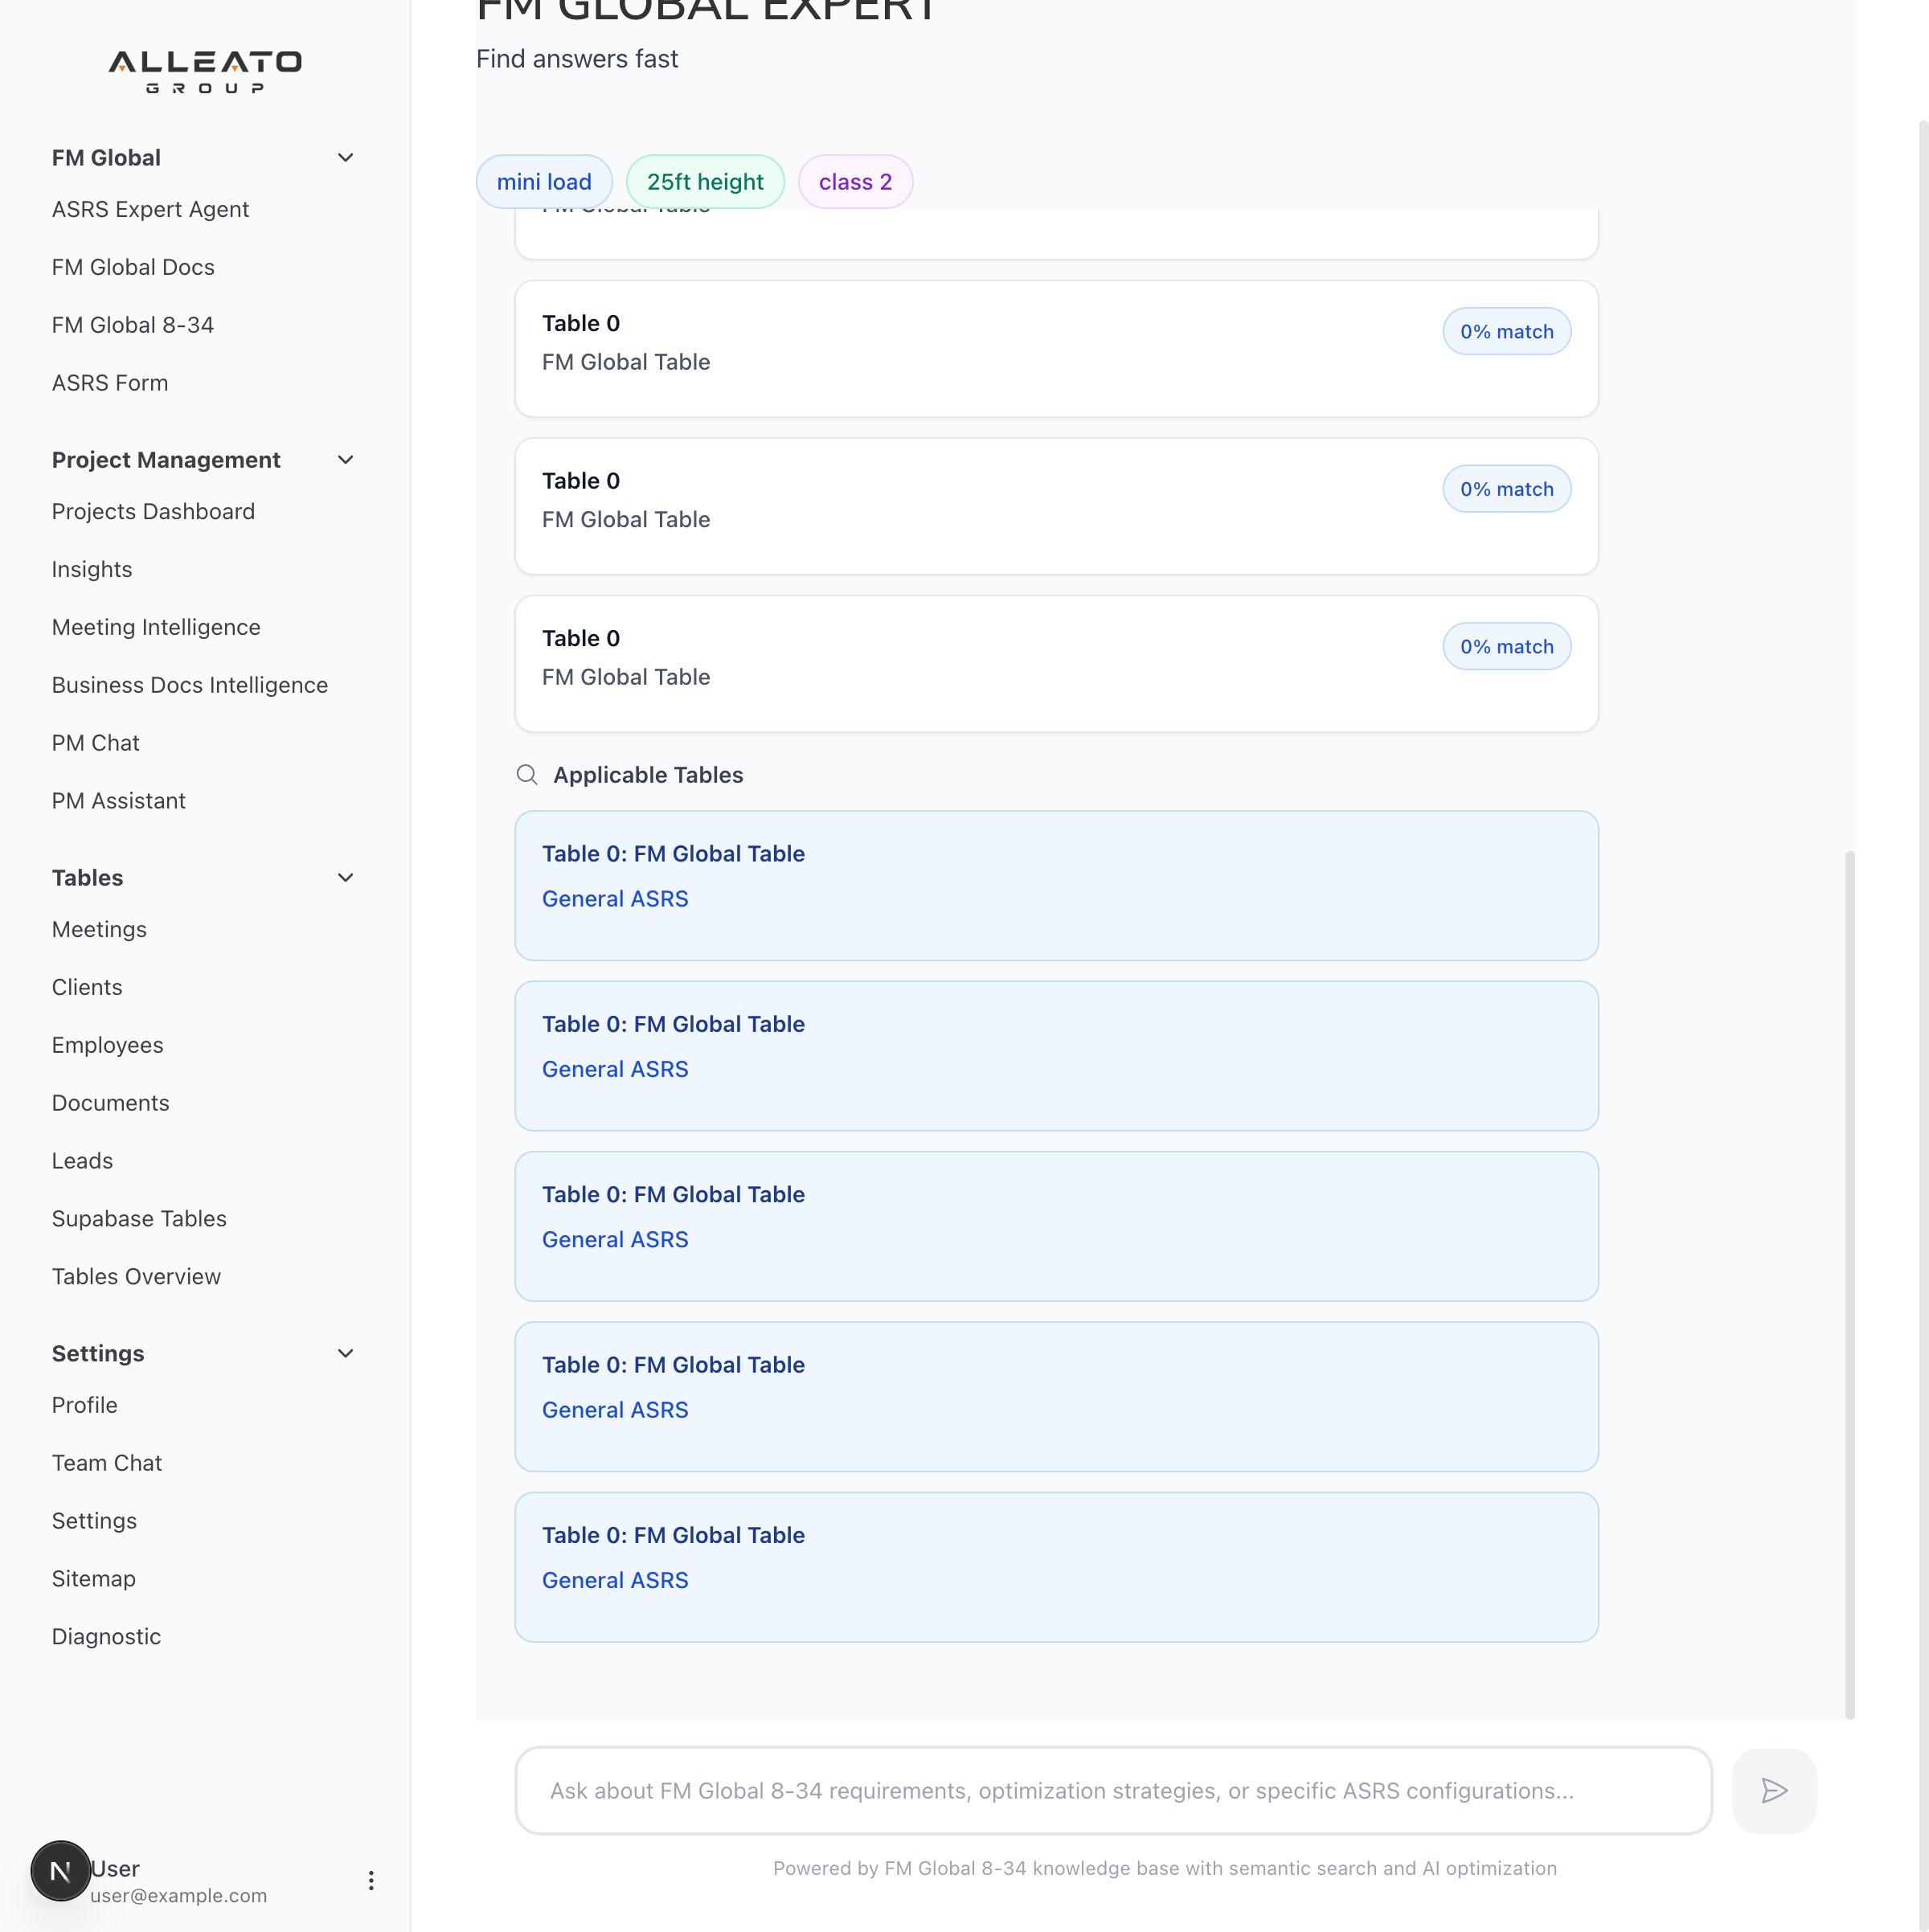 ALLEATO
GROUP
FM Global
ASRS Expert Agent
FM Global Docs
FM Global 8-34
ASRS Form
Project Management
Projects Dashboard
Insights
Meeting Intelligence
Business Docs Intelligence
PM Chat
PM Assistant
Tables
Meetings
Clients
Employees
Documents
Leads
Supabase Tables
Tables Overview
Settings
Profile
Team Chat
Settings
Sitemap
Diagnostic
N
User
user@example.com
FM GLOBAL EXPERT
Find answers fast
mini load 25ft height class 2
FM Global Table
Table 0
0% match
FM Global Table
Table 0
0% match
FM Global Table
Table 0
0% match
FM Global Table
Applicable Tables
Table 0: FM Global Table
General ASRS
Table 0: FM Global Table
General ASRS
Table 0: FM Global Table
General ASRS
Table 0: FM Global Table
General ASRS
Table 0: FM Global Table
General ASRS
Ask about FM Global 8-34 requirements, optimization strategies, or specific ASRS configurations...
Powered by FM Global 8-34 knowledge base with semantic search and AI optimization